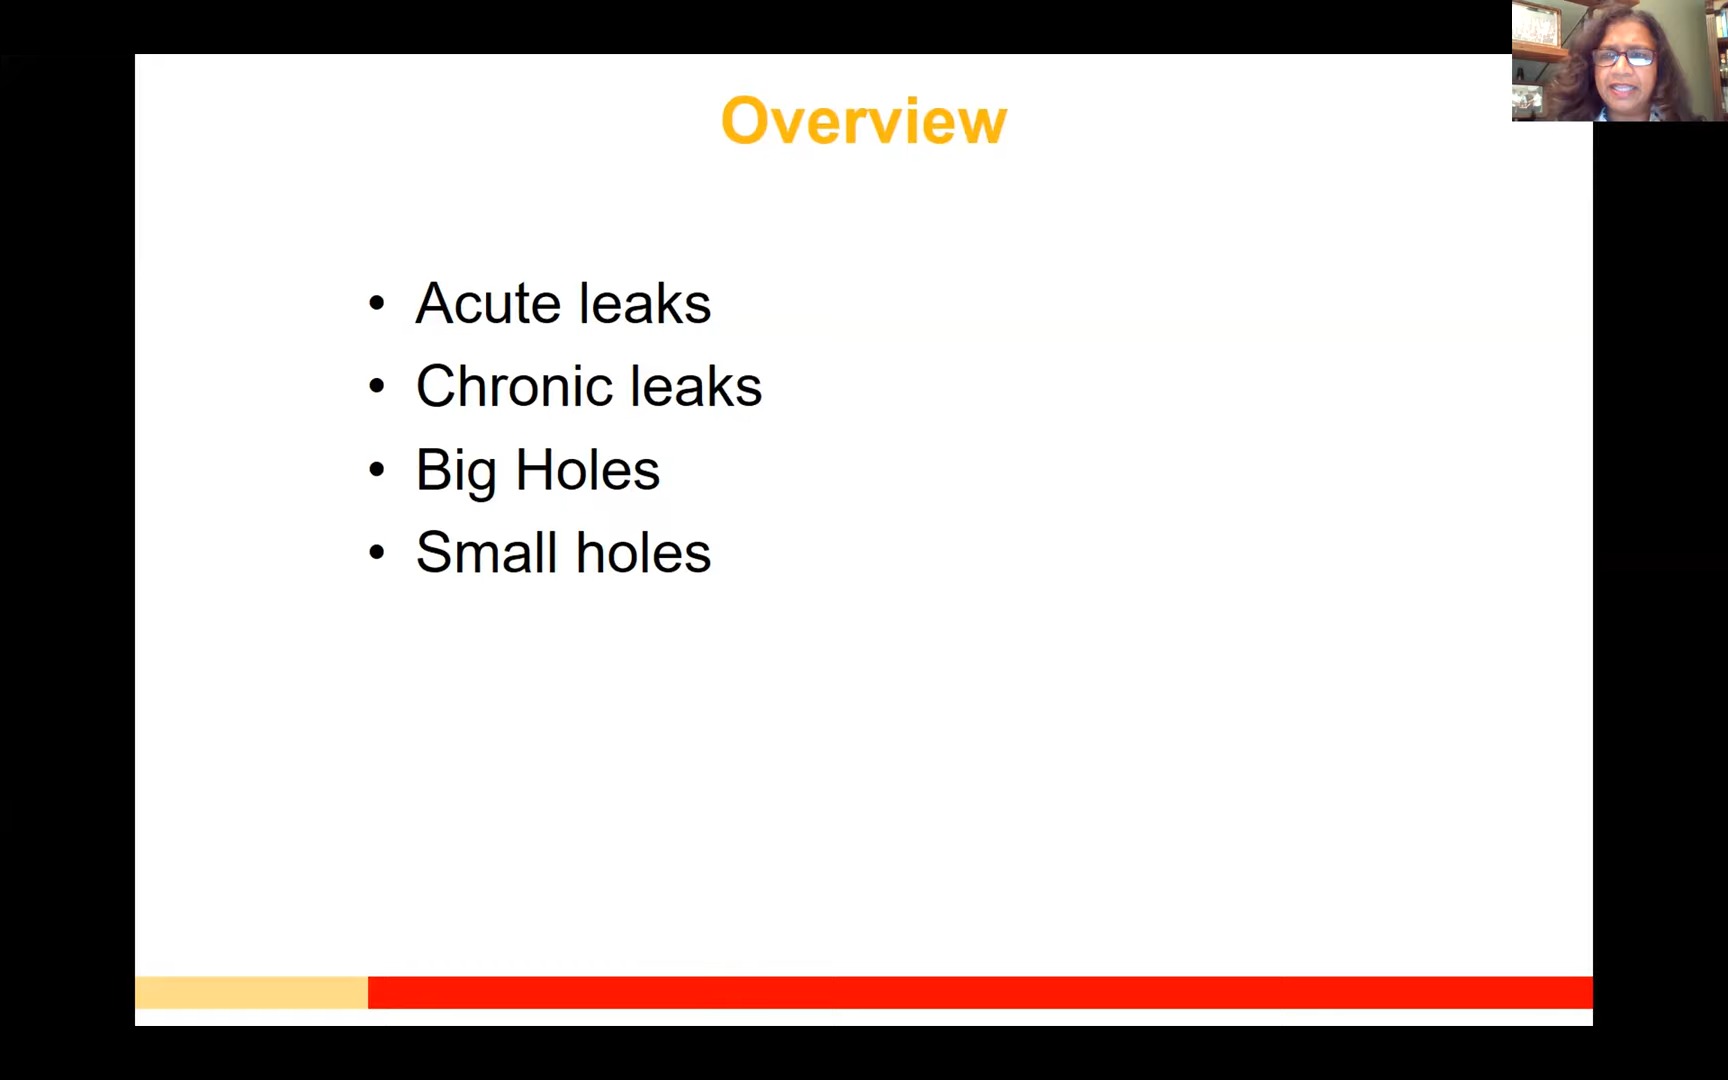 Overview
• Acute leaks
• Chronic leaks
• Big Holes
• Small holes